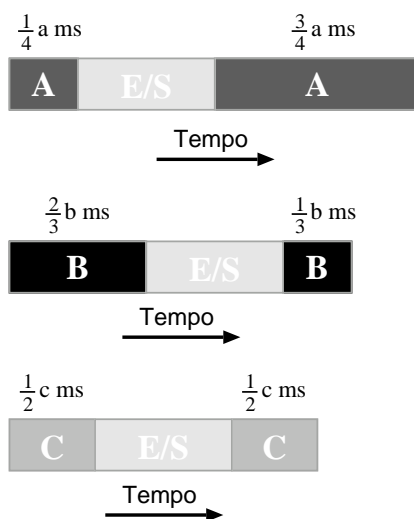 1/4 a ms 3/4 a ms
A E/S A
Tempo
2/3 b ms 1/3 b ms
B E/S B
Tempo
1/2 c ms 1/2 c ms
C E/S C
Tempo